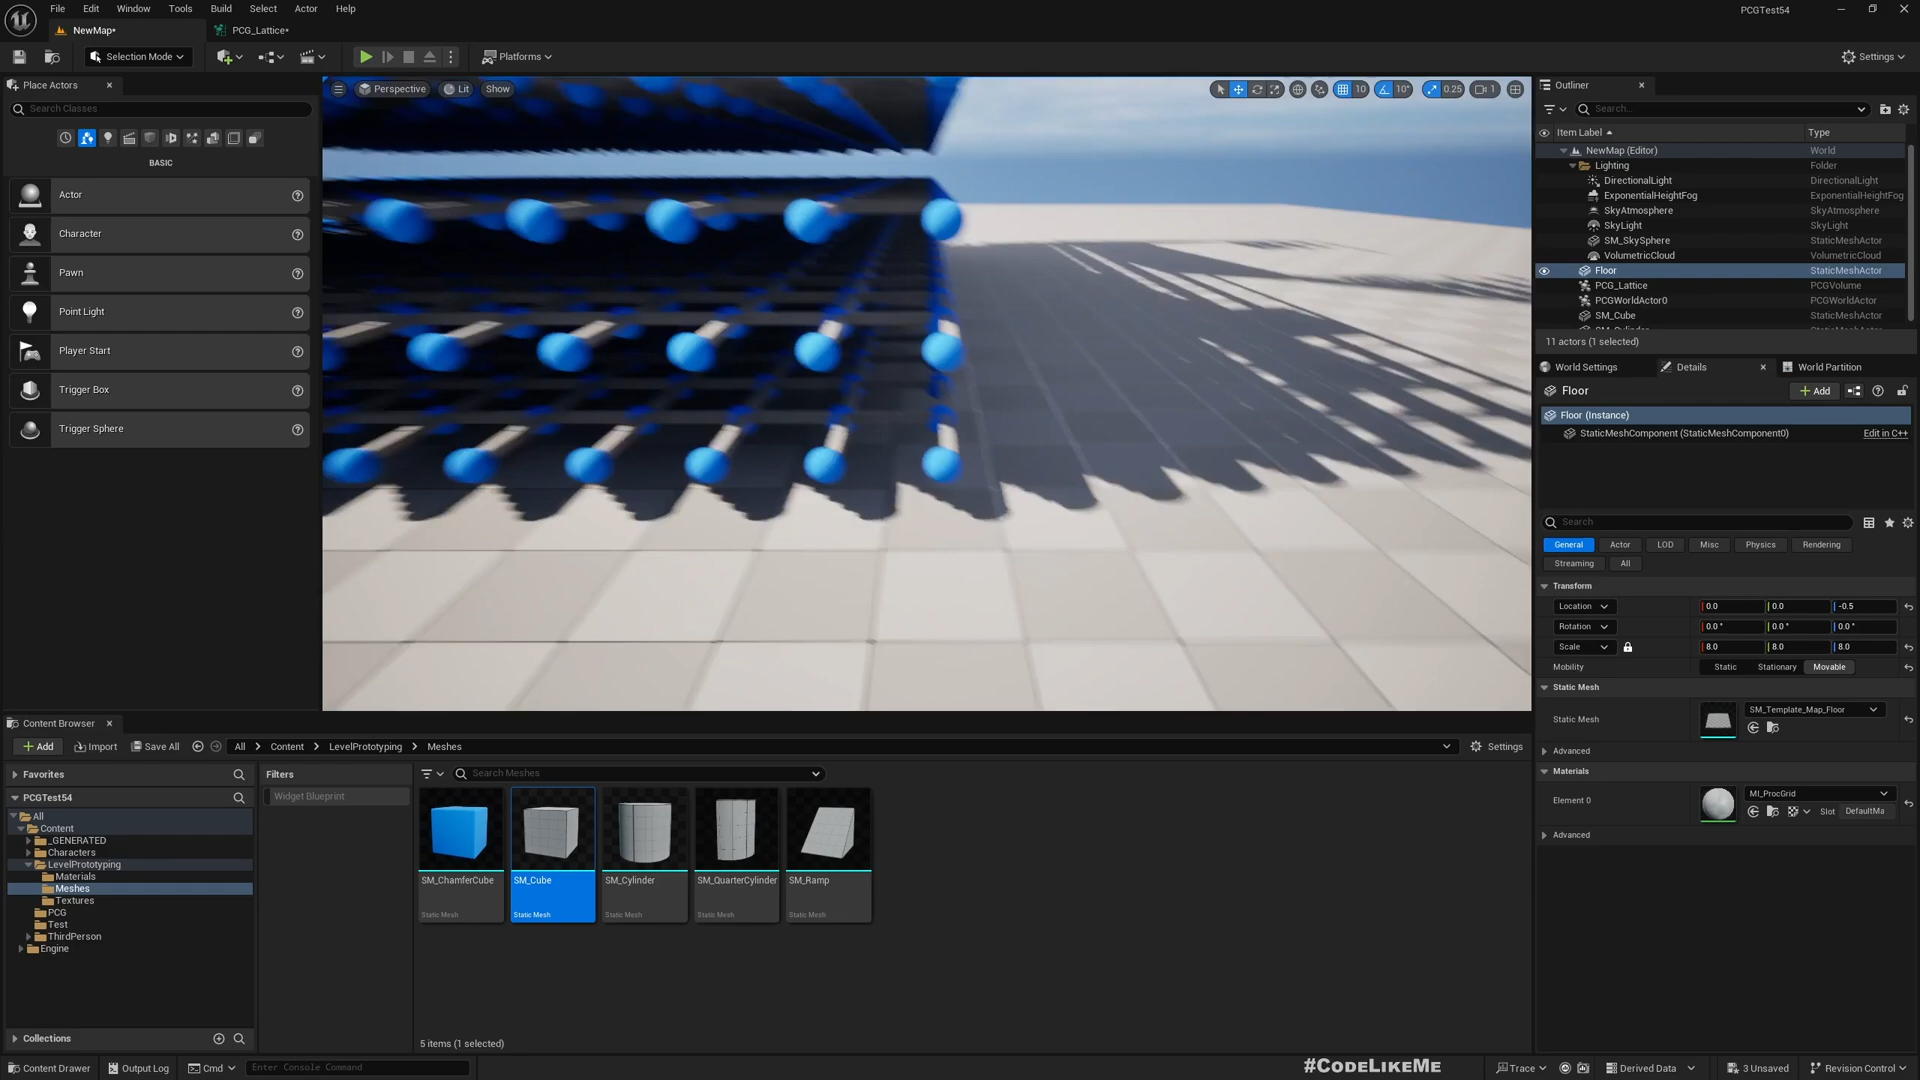 File Edit Window Tools Build Select Actor Help
PCGTest54
NewMap•
PCG_Lattice•
Selection Mode
Platforms
Settings
Place Actors
Search Classes
BASIC
Actor
Character
Pawn
Point Light
Player Start
Trigger Box
Trigger Sphere
Perspective Lit Show
10 10° 0.25 1
Outliner
Search...
Item Label Type
NewMap (Editor) World
Lighting Folder
DirectionalLight DirectionalLight
ExponentialHeightFog ExponentialHeightFog
SkyAtmosphere SkyAtmosphere
SkyLight SkyLight
SM_SkySphere StaticMeshActor
VolumetricCloud VolumetricCloud
Floor StaticMeshActor
PCG_Lattice PCGVolume
PCGWorldActor0 PCGWorldActor
SM_Cube StaticMeshActor
11 actors (1 selected)
World Settings Details World Partition
Floor
Add
Floor (Instance)
StaticMeshComponent (StaticMeshComponent0) Edit in C++
Search
General Actor LOD Misc Physics Rendering
Streaming All
Transform
Location 0.0 0.0 -0.5
Rotation 0.0° 0.0° 0.0°
Scale 8.0 8.0 8.0
Mobility Static Stationary Movable
Static Mesh
Static Mesh SM_Template_Map_Floor
Advanced
Materials
Element 0 MI_ProcGrid
Slot DefaultMa
Advanced
Content Browser
Add Import Save All All Content LevelPrototyping Meshes Settings
Favorites
PCGTest54
All
Content
_GENERATED
Characters
LevelPrototyping
Materials
Meshes
Textures
PCG
Test
ThirdPerson
Engine
Collections
Filters
Widget Blueprint
Search Meshes
SM_ChamferCube SM_Cube SM_Cylinder SM_QuarterCylinder SM_Ramp
Static Mesh Static Mesh Static Mesh Static Mesh Static Mesh
5 items (1 selected)
#CODELIKEME
Content Drawer Output Log Cmd Enter Console Command
Trace Derived Data 3 Unsaved Revision Control